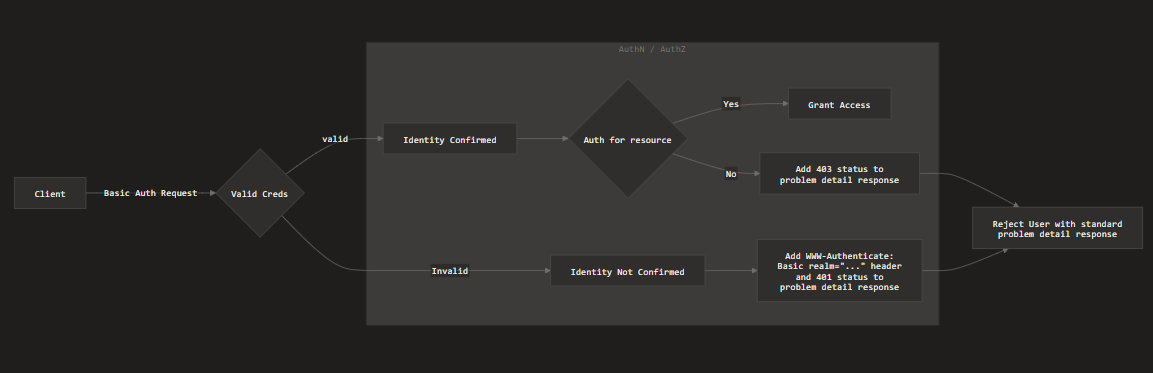 AuthN / AuthZ
Client
Basic Auth Request
Valid Creds
valid
Identity Confirmed
Auth for resource
Yes
Grant Access
No
Add 403 status to
problem detail response
Invalid
Identity Not Confirmed
Add WWW-Authenticate:
Basic realm="..." header
and 401 status to
problem detail response
Reject User with standard
problem detail response